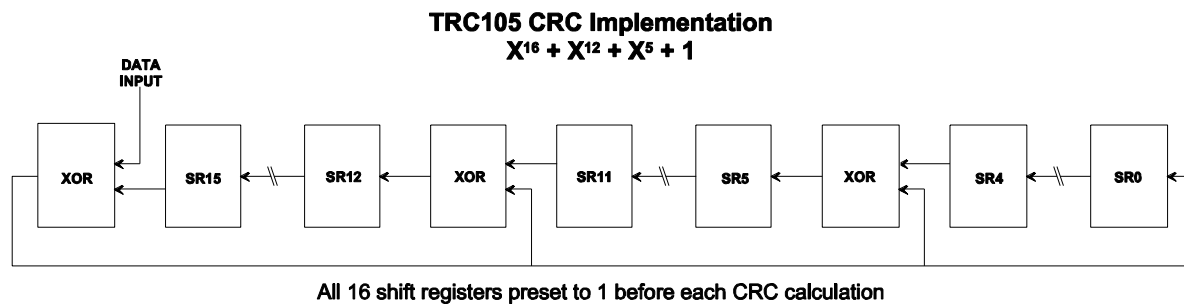 TRC105 CRC Implementation
X¹⁶ + X¹² + X⁵ + 1
DATA
INPUT
XOR
SR15
SR12
XOR
SR11
SR5
XOR
SR4
SR0
All 16 shift registers preset to 1 before each CRC calculation